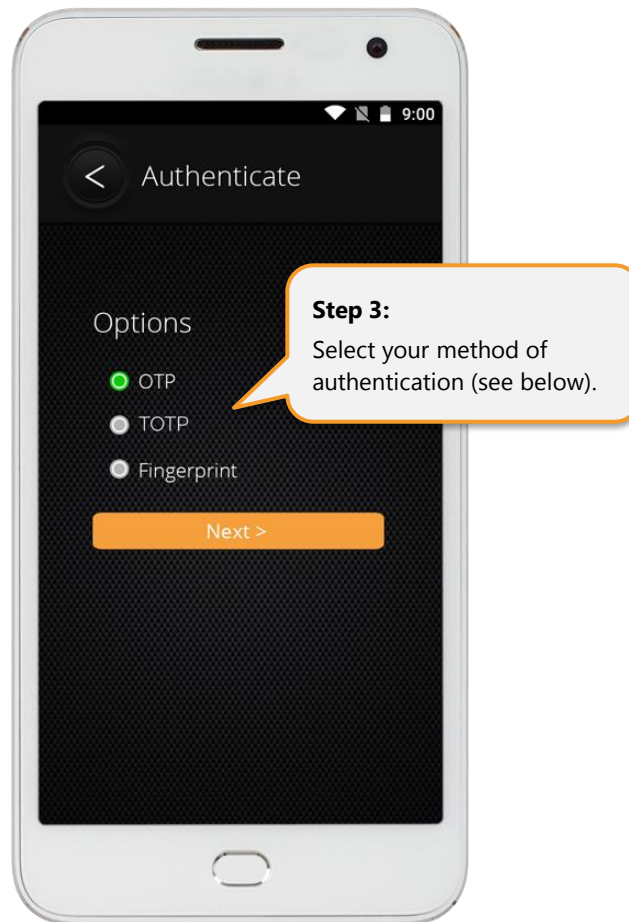 9:00
< Authenticate
Options
OTP
TOTP
Fingerprint
Next >
Step 3:
Select your method of
authentication (see below).